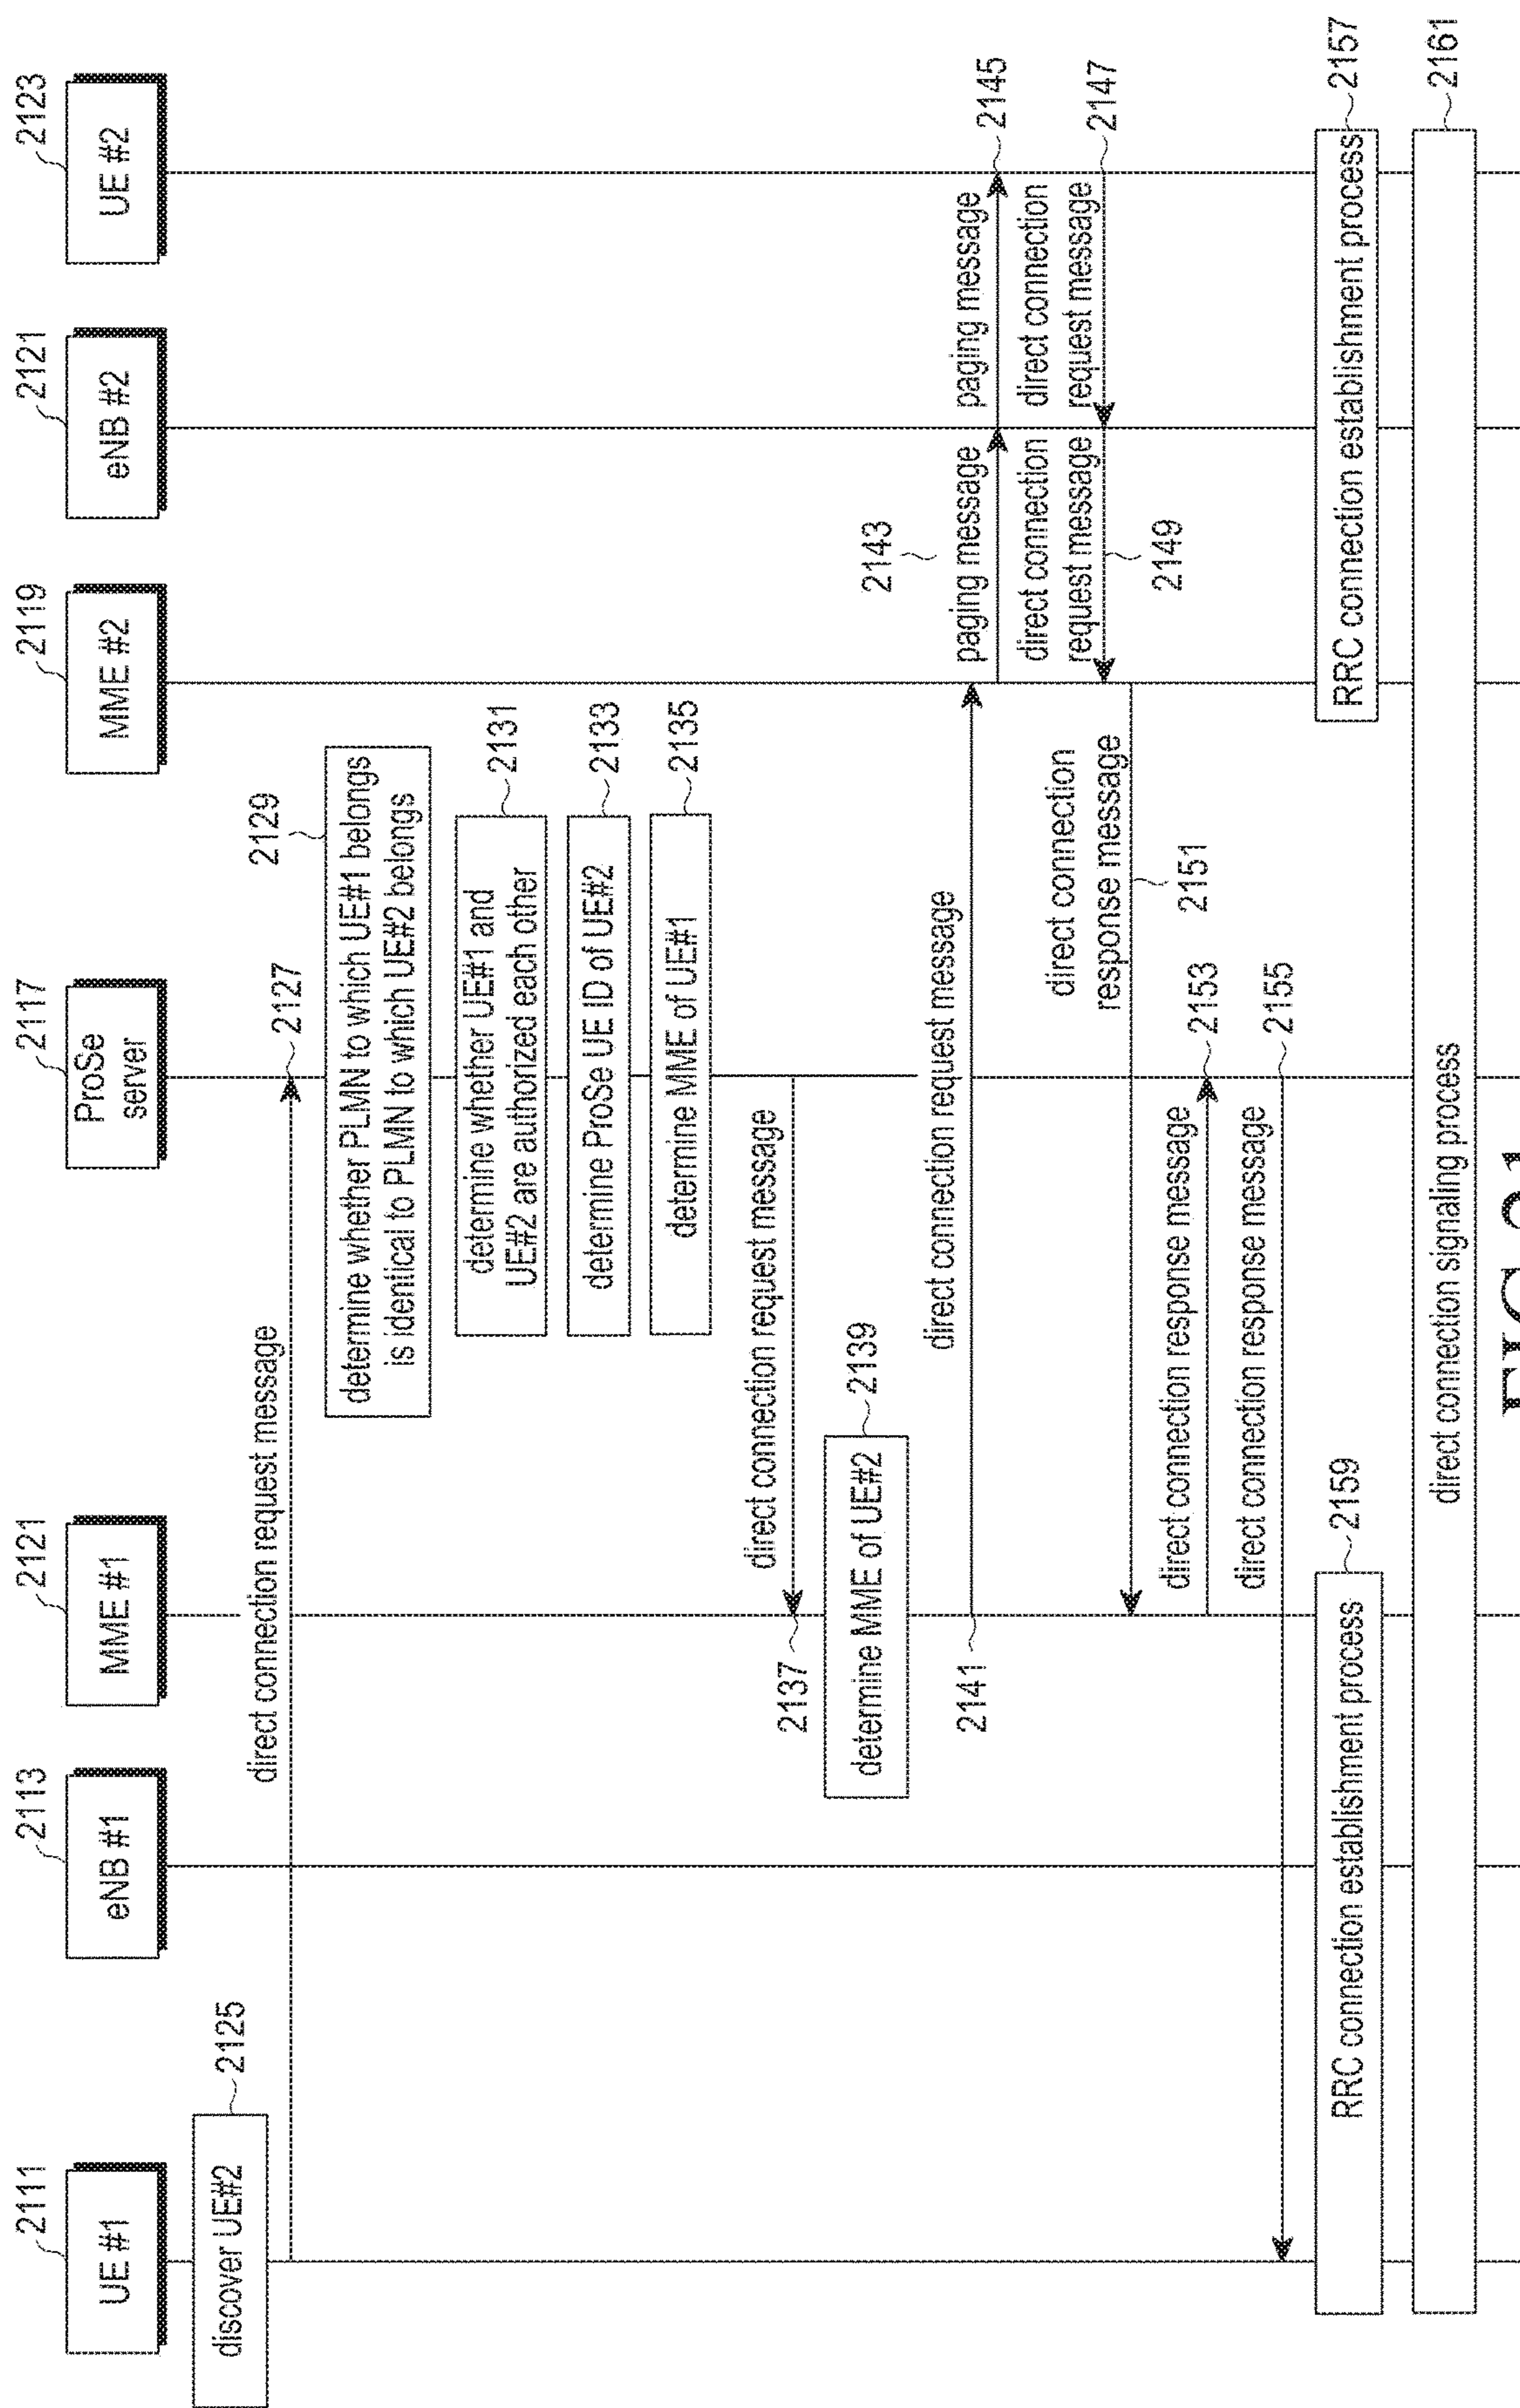 2111
UE #1
2113
eNB #1
2121
MME #1
2117
ProSe
server
2119
MME #2
2121
eNB #2
2123
UE #2
discover UE#2
2125
direct connection request message
2127
2129
determine whether PLMN to which UE#1 belongs
is identical to PLMN to which UE#2 belongs
determine whether UE#1 and
UE#2 are authorized each other
2131
determine ProSe UE ID of UE#2
2133
determine MME of UE#1
2135
direct connection request message
2137
determine MME of UE#2
2139
direct connection request message
2141
2143
paging message
paging message
2145
direct connection
request message
2149
direct connection
request message
2147
direct connection
response message
2151
direct connection response message
2153
direct connection response message
2155
RRC connection establishment process
2159
RRC connection establishment process
2157
direct connection signaling process
2161